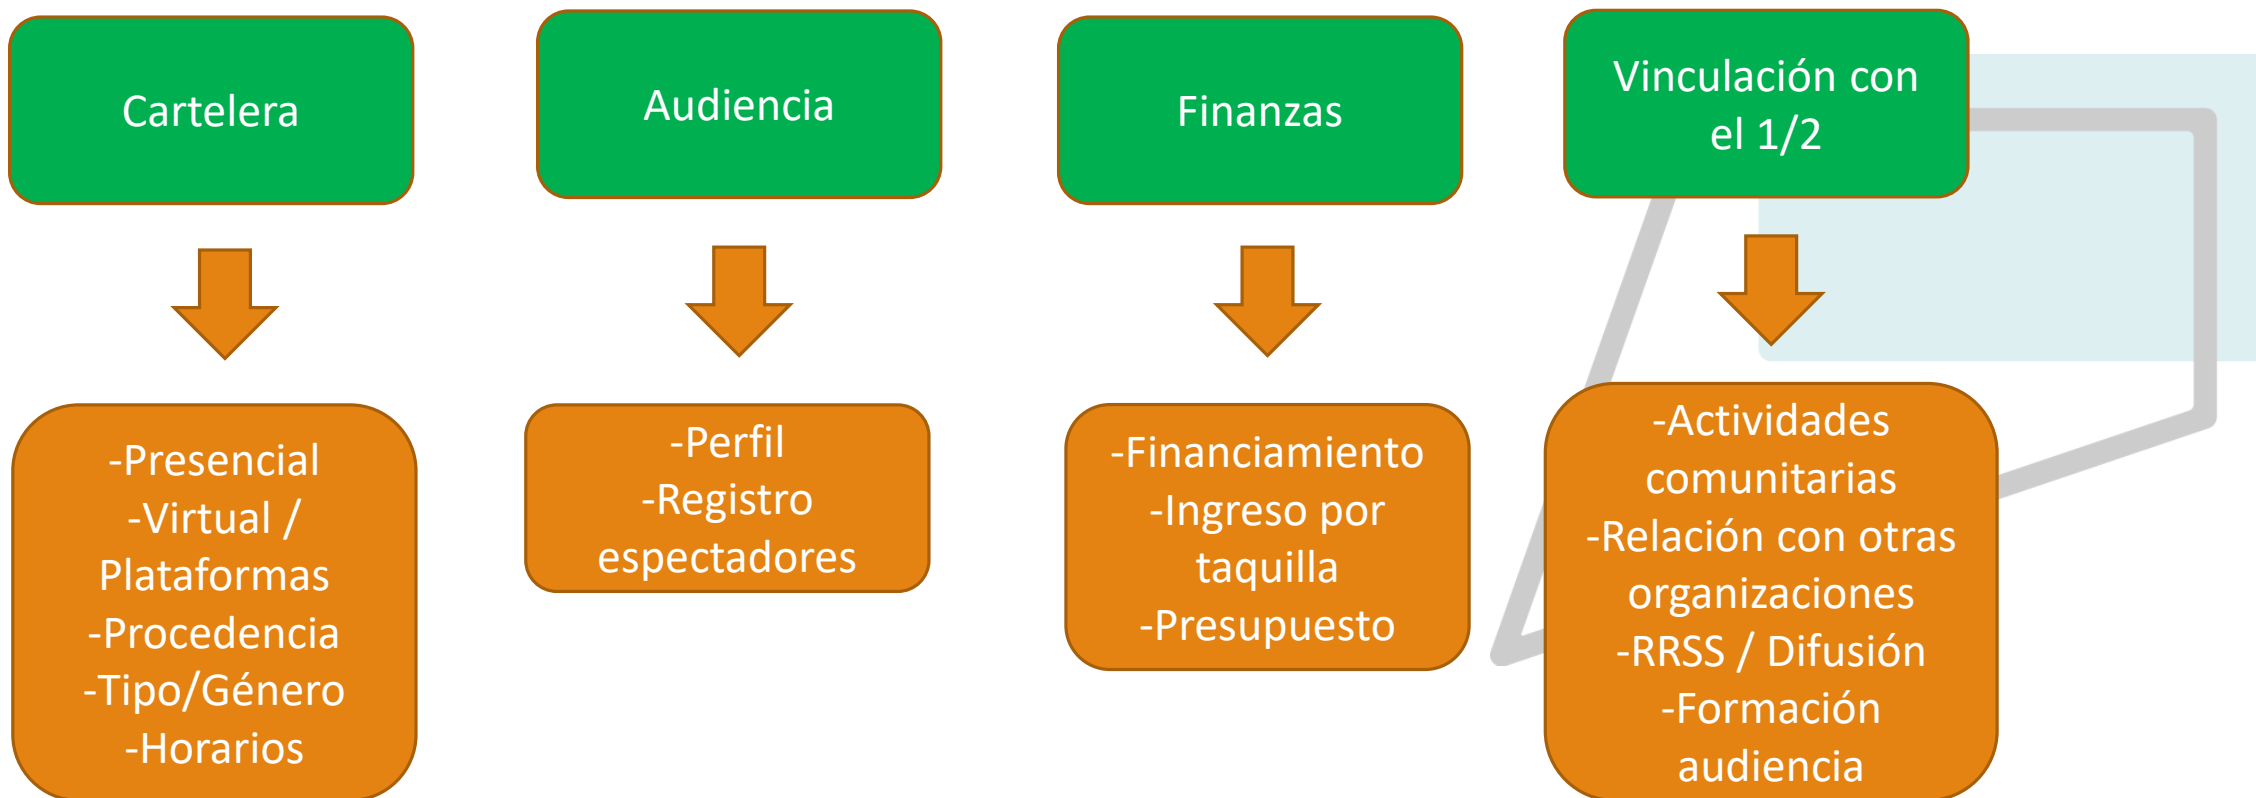 Cartelera
Audiencia
Finanzas
Vinculación con
el 1/2
-Presencial
-Virtual /
Plataformas
-Procedencia
-Tipo/Género
-Horarios
-Perfil
-Registro
espectadores
-Financiamiento
-Ingreso por
taquilla
-Presupuesto
-Actividades
comunitarias
-Relación con otras
organizaciones
-RRSS / Difusión
-Formación
audiencia